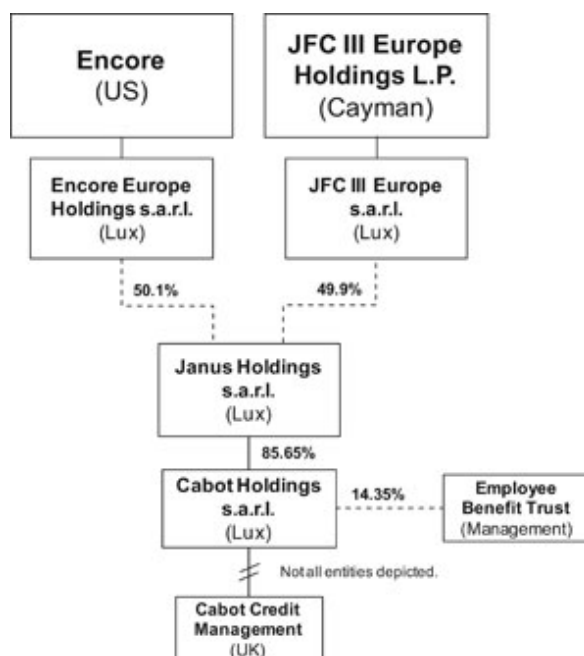 Encore
(US)
JFC III Europe
Holdings L.P.
(Cayman)
Encore Europe
Holdings s.a.r.l.
(Lux)
JFC III Europe
s.a.r.l.
(Lux)
50.1%
49.9%
Janus Holdings
s.a.r.l.
(Lux)
85.65%
Cabot Holdings
s.a.r.l.
(Lux)
14.35%
Employee
Benefit Trust
(Management)
Not all entities depicted.
Cabot Credit
Management
(UK)